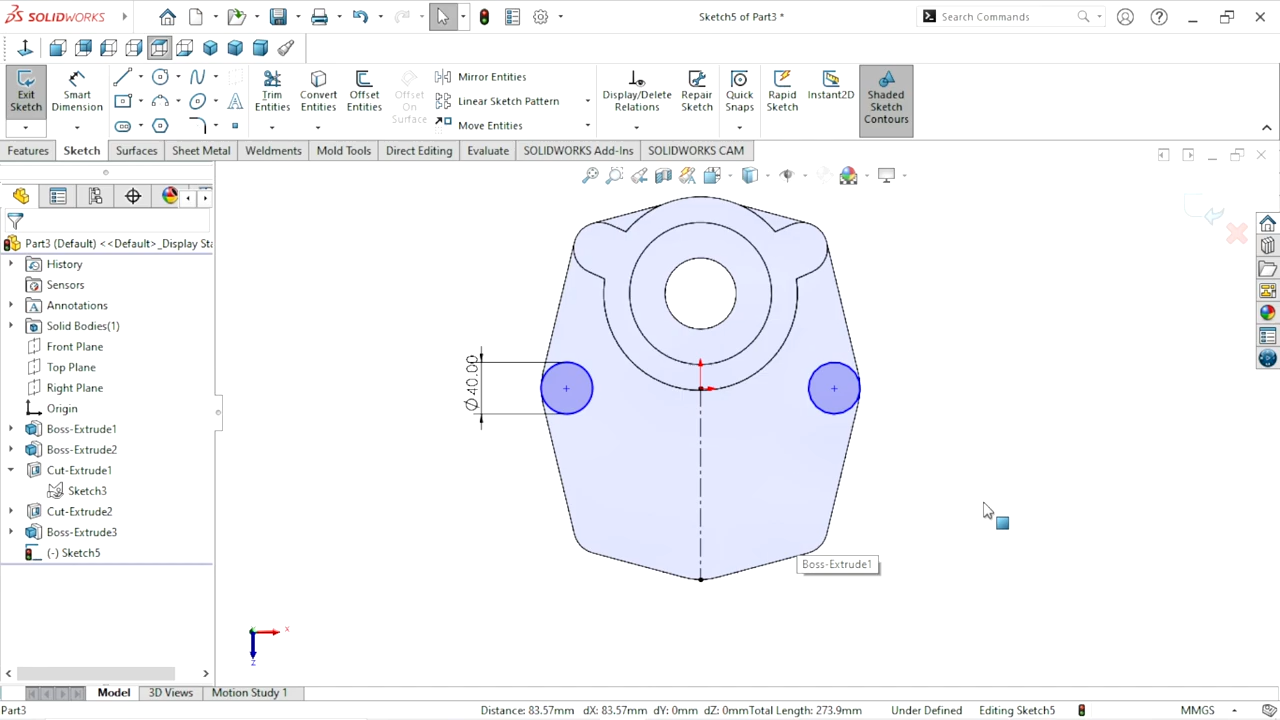 SOLIDWORKS
Sketch5 of Part3 *
Search Commands
Exit Sketch
Smart Dimension
Trim Entities
Convert Entities
Offset Entities
Offset On Surface
Mirror Entities
Linear Sketch Pattern
Move Entities
Display/Delete Relations
Repair Sketch
Quick Snaps
Rapid Sketch
Instant2D
Shaded Sketch Contours
Features
Sketch
Surfaces
Sheet Metal
Weldments
Mold Tools
Direct Editing
Evaluate
SOLIDWORKS Add-Ins
SOLIDWORKS CAM
Part3 (Default) <<Default>_Display Sta
History
Sensors
Annotations
Solid Bodies(1)
Front Plane
Top Plane
Right Plane
Origin
Boss-Extrude1
Boss-Extrude2
Cut-Extrude1
Sketch3
Cut-Extrude2
Boss-Extrude3
(-) Sketch5
Ø40.00
Boss-Extrude1
x
z
Model
3D Views
Motion Study 1
Part3
Distance: 83.57mm dX: 83.57mm dY: 0mm dZ: 0mmTotal Length: 273.9mm
Under Defined
Editing Sketch5
MMGS